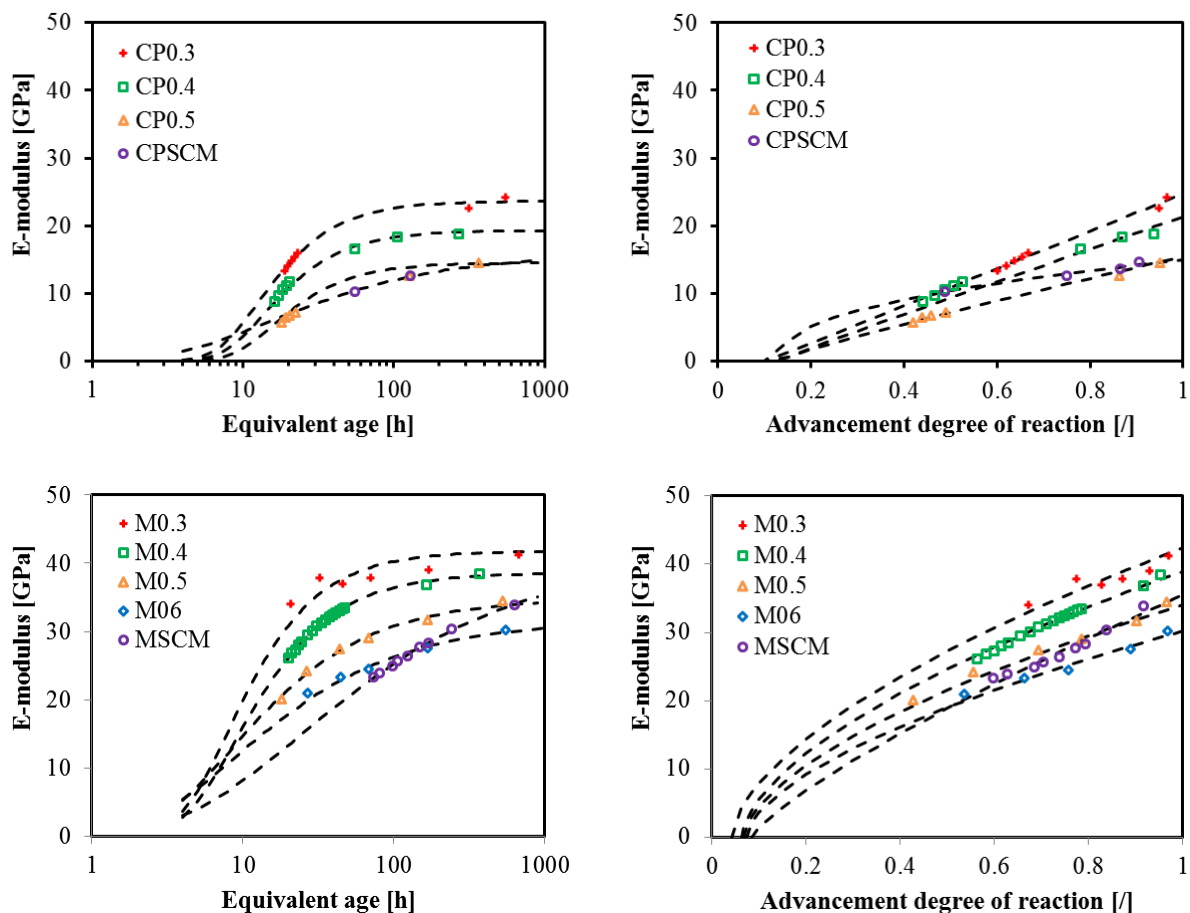 E-modulus [GPa]
50
40
30
20
10
0
CP0.3
CP0.4
CP0.5
CPSCM
1 10 100 1000
Equivalent age [h]
E-modulus [GPa]
50
40
30
20
10
0
CP0.3
CP0.4
CP0.5
CPSCM
0 0.2 0.4 0.6 0.8 1
Advancement degree of reaction [/]
E-modulus [GPa]
50
40
30
20
10
0
M0.3
M0.4
M0.5
M06
MSCM
1 10 100 1000
Equivalent age [h]
E-modulus [GPa]
50
40
30
20
10
0
M0.3
M0.4
M0.5
M06
MSCM
0 0.2 0.4 0.6 0.8 1
Advancement degree of reaction [/]